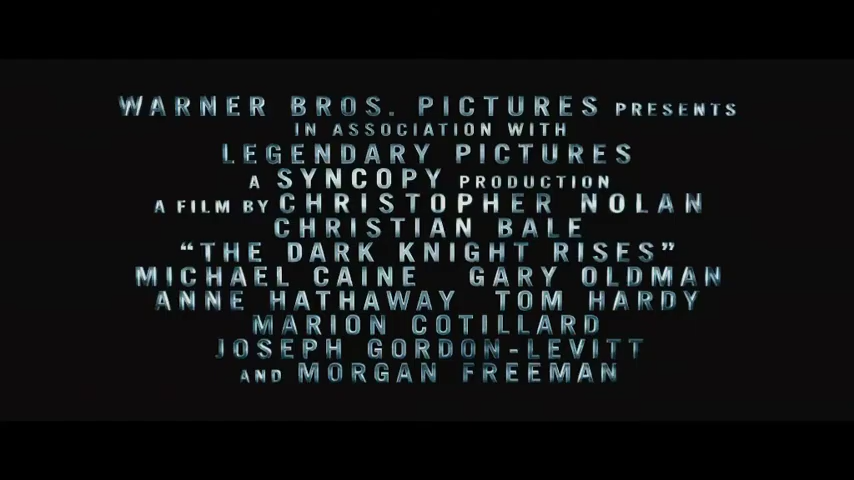 WARNER BROS. PICTURES PRESENTS
IN ASSOCIATION WITH
LEGENDARY PICTURES
A SYNCOPY PRODUCTION
A FILM BY CHRISTOPHER NOLAN
CHRISTIAN BALE
“THE DARK KNIGHT RISES”
MICHAEL CAINE GARY OLDMAN
ANNE HATHAWAY TOM HARDY
MARION COTILLARD
JOSEPH GORDON-LEVITT
AND MORGAN FREEMAN